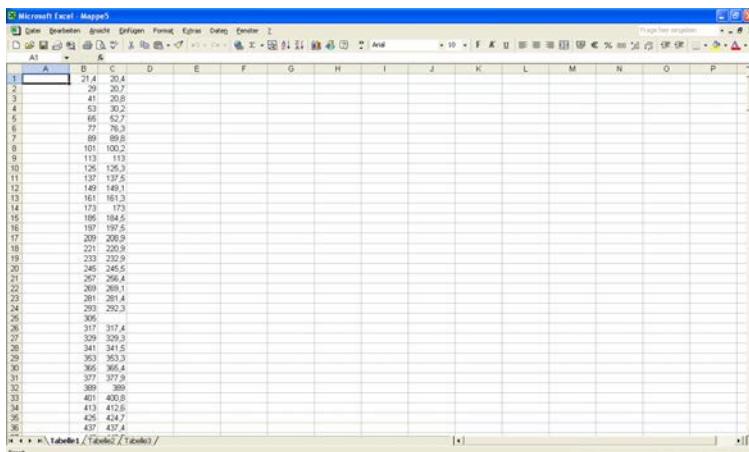 Microsoft Excel - Mappe5
Datei Bearbeiten Ansicht Einfügen Format Extras Daten Fenster ?
Frage hier eingeben
Arial 10 F K U
A1 fx
A B C D E F G H I J K L M N O P
1 21,4 20,4
2 29 20,7
3 41 20,8
4 53 30,2
5 65 52,7
6 77 76,3
7 89 89,8
8 101 100,2
9 113 113
10 125 125,3
11 137 137,5
12 149 149,1
13 161 161,3
14 173 173
15 185 184,5
16 197 197,5
17 209 208,9
18 221 220,9
19 233 232,9
20 245 245,5
21 257 256,4
22 269 269,1
23 281 281,4
24 293 292,3
25 305
26 317 317,4
27 329 329,3
28 341 341,5
29 353 353,3
30 365 365,4
31 377 377,9
32 389 389
33 401 400,8
34 413 412,6
35 425 424,7
36 437 437,4
Tabelle1 / Tabelle2 / Tabelle3 /